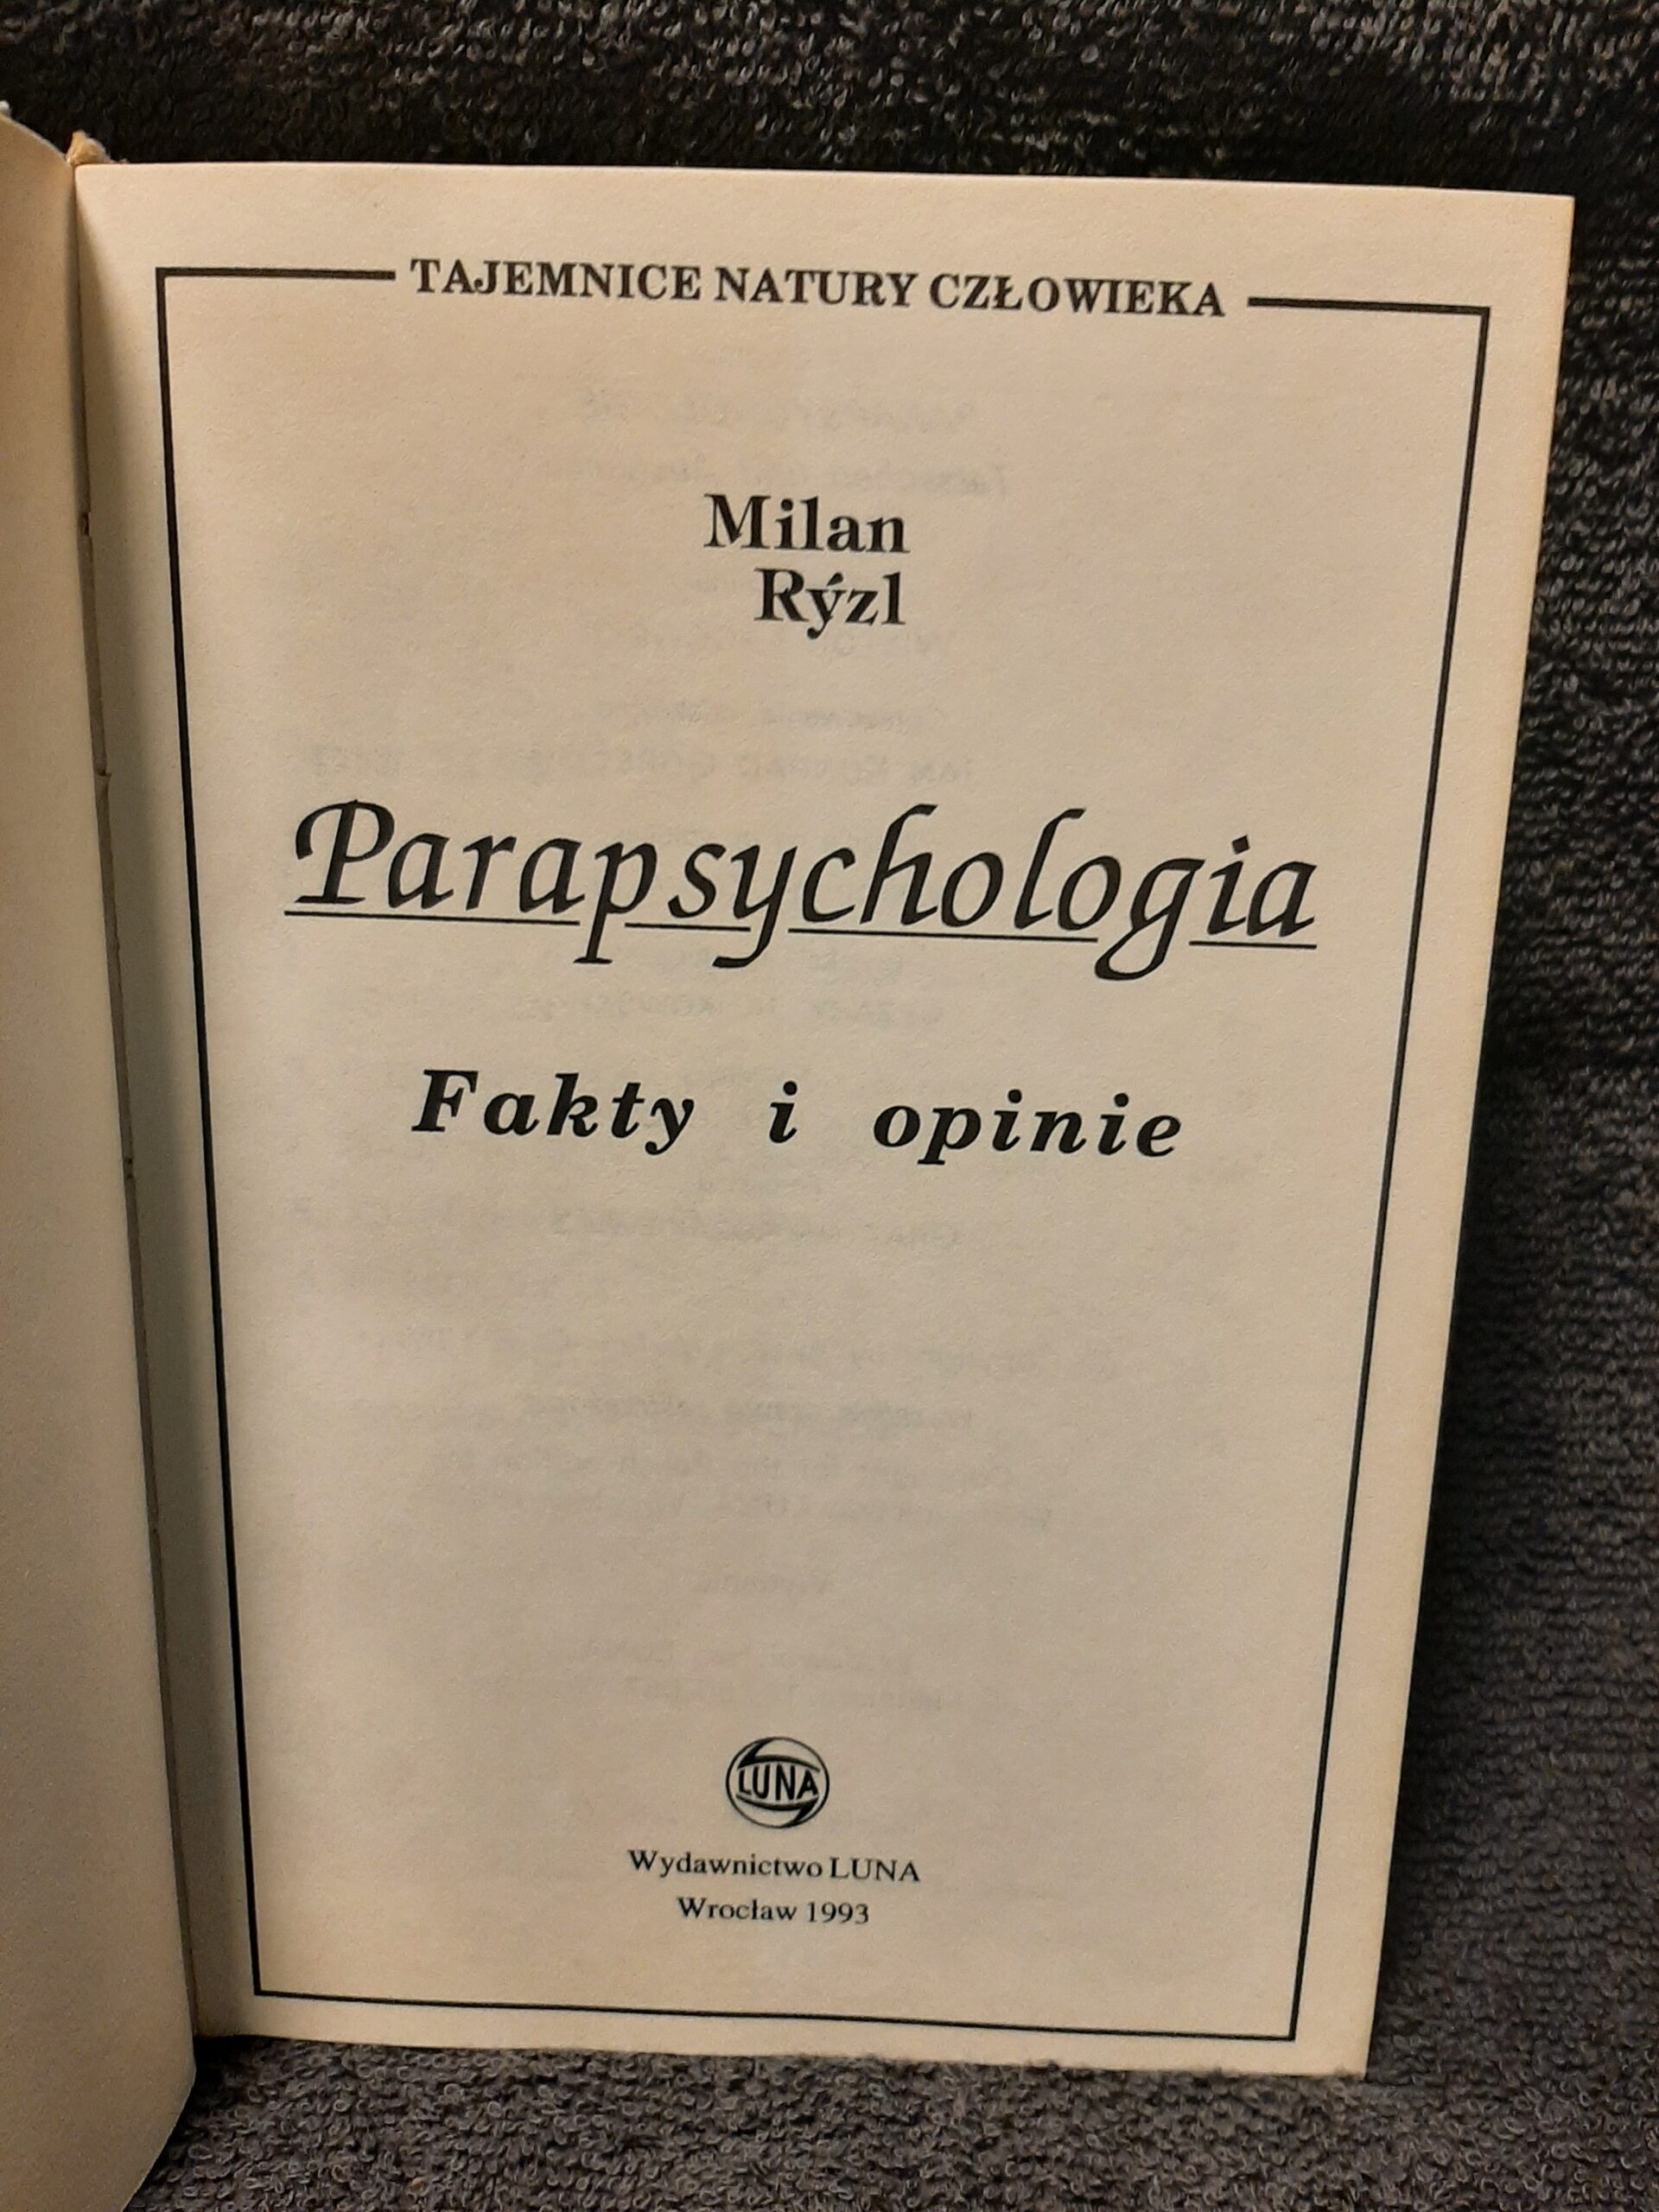 TAJEMNICE NATURY CZŁOWIEKA
Milan
Rýzl
Parapsychologia
Fakty i opinie
LUNA
Wydawnictwo LUNA
Wrocław 1993